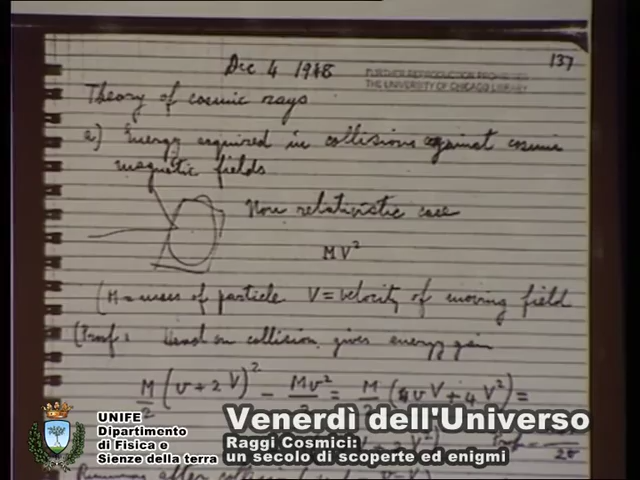 137
Dec 4 1948
FURTHER REPRODUCTION PROHIBITED
THE UNIVERSITY OF CHICAGO LIBRARY
Theory of cosmic rays
a) Energy acquired in collisions against cosmic
magnetic fields
Non relativistic case
MV²
(M = mass of particle V = velocity of moving field
(Proof: Head on collision gives energy gain
M/2 (v+2V)² - Mv²/2 = M/2 (4vV + 4V²) =
after collision
UNIFE
Dipartimento
di Fisica e
Sienze della terra
Venerdì dell'Universo
Raggi Cosmici:
un secolo di scoperte ed enigmi